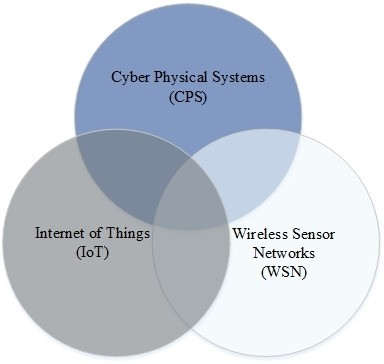 Cyber Physical Systems
(CPS)
Internet of Things
(IoT)
Wireless Sensor
Networks
(WSN)